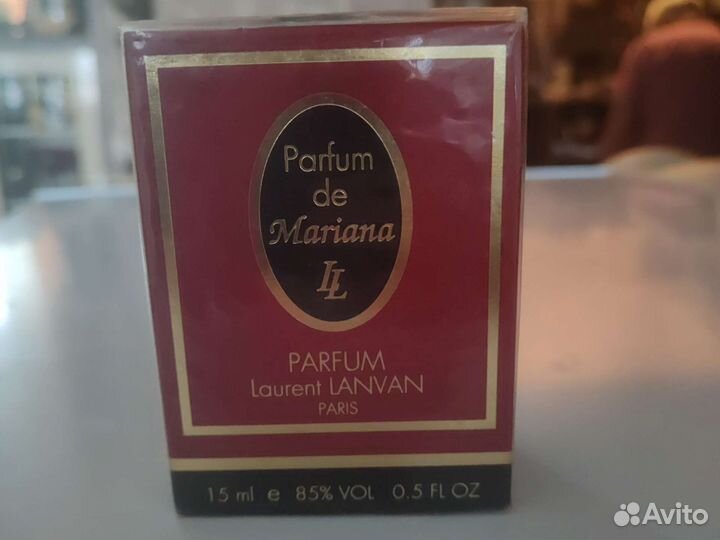 Parfum
de
Mariana
LL
PARFUM
Laurent LANVAN
PARIS
15 ml e 85% VOL 0.5 FL OZ
Avito